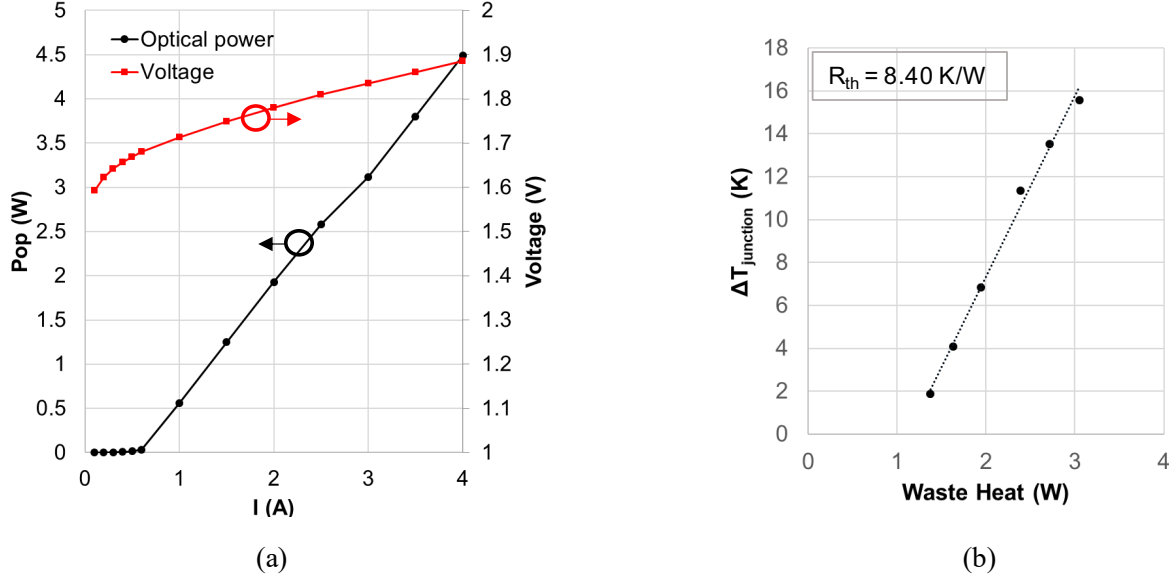 5
4.5
4
3.5
3
2.5
2
1.5
1
0.5
0
Pop (W)
Optical power
Voltage
2
1.9
1.8
1.7
1.6
1.5
1.4
1.3
1.2
1.1
1
Voltage (V)
0 1 2 3 4
I (A)
(a)
18
16
14
12
10
8
6
4
2
0
ΔTjunction (K)
Rth = 8.40 K/W
0 1 2 3 4
Waste Heat (W)
(b)